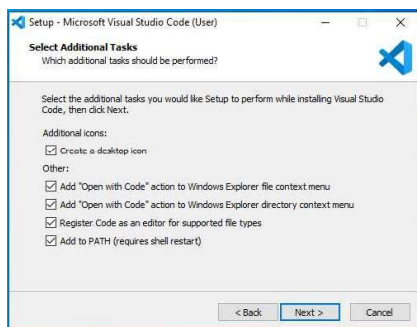 Setup - Microsoft Visual Studio Code (User)
Select Additional Tasks
Which additional tasks should be performed?
Select the additional tasks you would like Setup to perform while installing Visual Studio
Code, then click Next.
Additional icons:
Create a desktop icon
Other:
Add "Open with Code" action to Windows Explorer file context menu
Add "Open with Code" action to Windows Explorer directory context menu
Register Code as an editor for supported file types
Add to PATH (requires shell restart)
< Back Next > Cancel